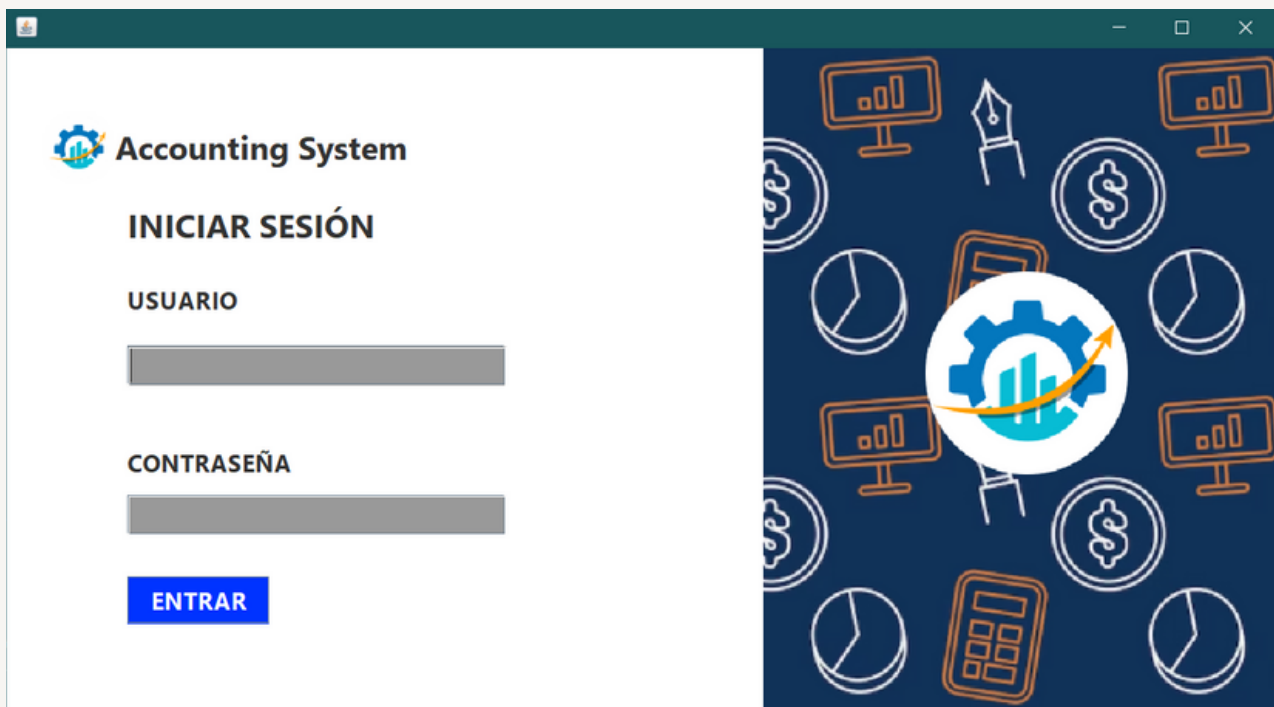 Accounting System
INICIAR SESIÓN
USUARIO
CONTRASEÑA
ENTRAR